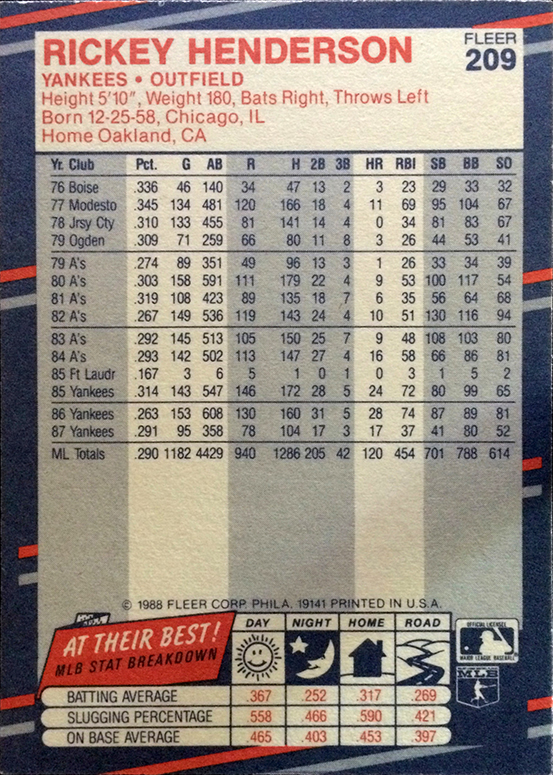 RICKEY HENDERSON
FLEER
209
YANKEES • OUTFIELD
Height 5'10", Weight 180, Bats Right, Throws Left
Born 12-25-58, Chicago, IL
Home Oakland, CA
Yr. Club Pct. G AB R H 2B 3B HR RBI SB BB SO
76 Boise .336 46 140 34 47 13 2 3 23 29 33 32
77 Modesto .345 134 481 120 166 18 4 11 69 95 104 67
78 Jrsy Cty .310 133 455 81 141 14 4 0 34 81 83 67
79 Ogden .309 71 259 66 80 11 8 3 26 44 53 41
79 A's .274 89 351 49 96 13 3 1 26 33 34 39
80 A's .303 158 591 111 179 22 4 9 53 100 117 54
81 A's .319 108 423 89 135 18 7 6 35 56 64 68
82 A's .267 149 536 119 143 24 4 10 51 130 116 94
83 A's .292 145 513 105 150 25 7 9 48 108 103 80
84 A's .293 142 502 113 147 27 4 16 58 66 86 81
85 Ft Laudr .167 3 6 5 1 0 1 0 3 1 5 2
85 Yankees .314 143 547 146 172 28 5 24 72 80 99 65
86 Yankees .263 153 608 130 160 31 5 28 74 87 89 81
87 Yankees .291 95 358 78 104 17 3 17 37 41 80 52
ML Totals .290 1182 4429 940 1286 205 42 120 454 701 788 614
© 1988 FLEER CORP. PHILA. 19141 PRINTED IN U.S.A.
AT THEIR BEST!
MLB STAT BREAKDOWN
DAY NIGHT HOME ROAD
OFFICIAL LICENSEE
MAJOR LEAGUE BASEBALL
MLB
BATTING AVERAGE .367 .252 .317 .269
SLUGGING PERCENTAGE .558 .466 .590 .421
ON BASE AVERAGE .465 .403 .453 .397